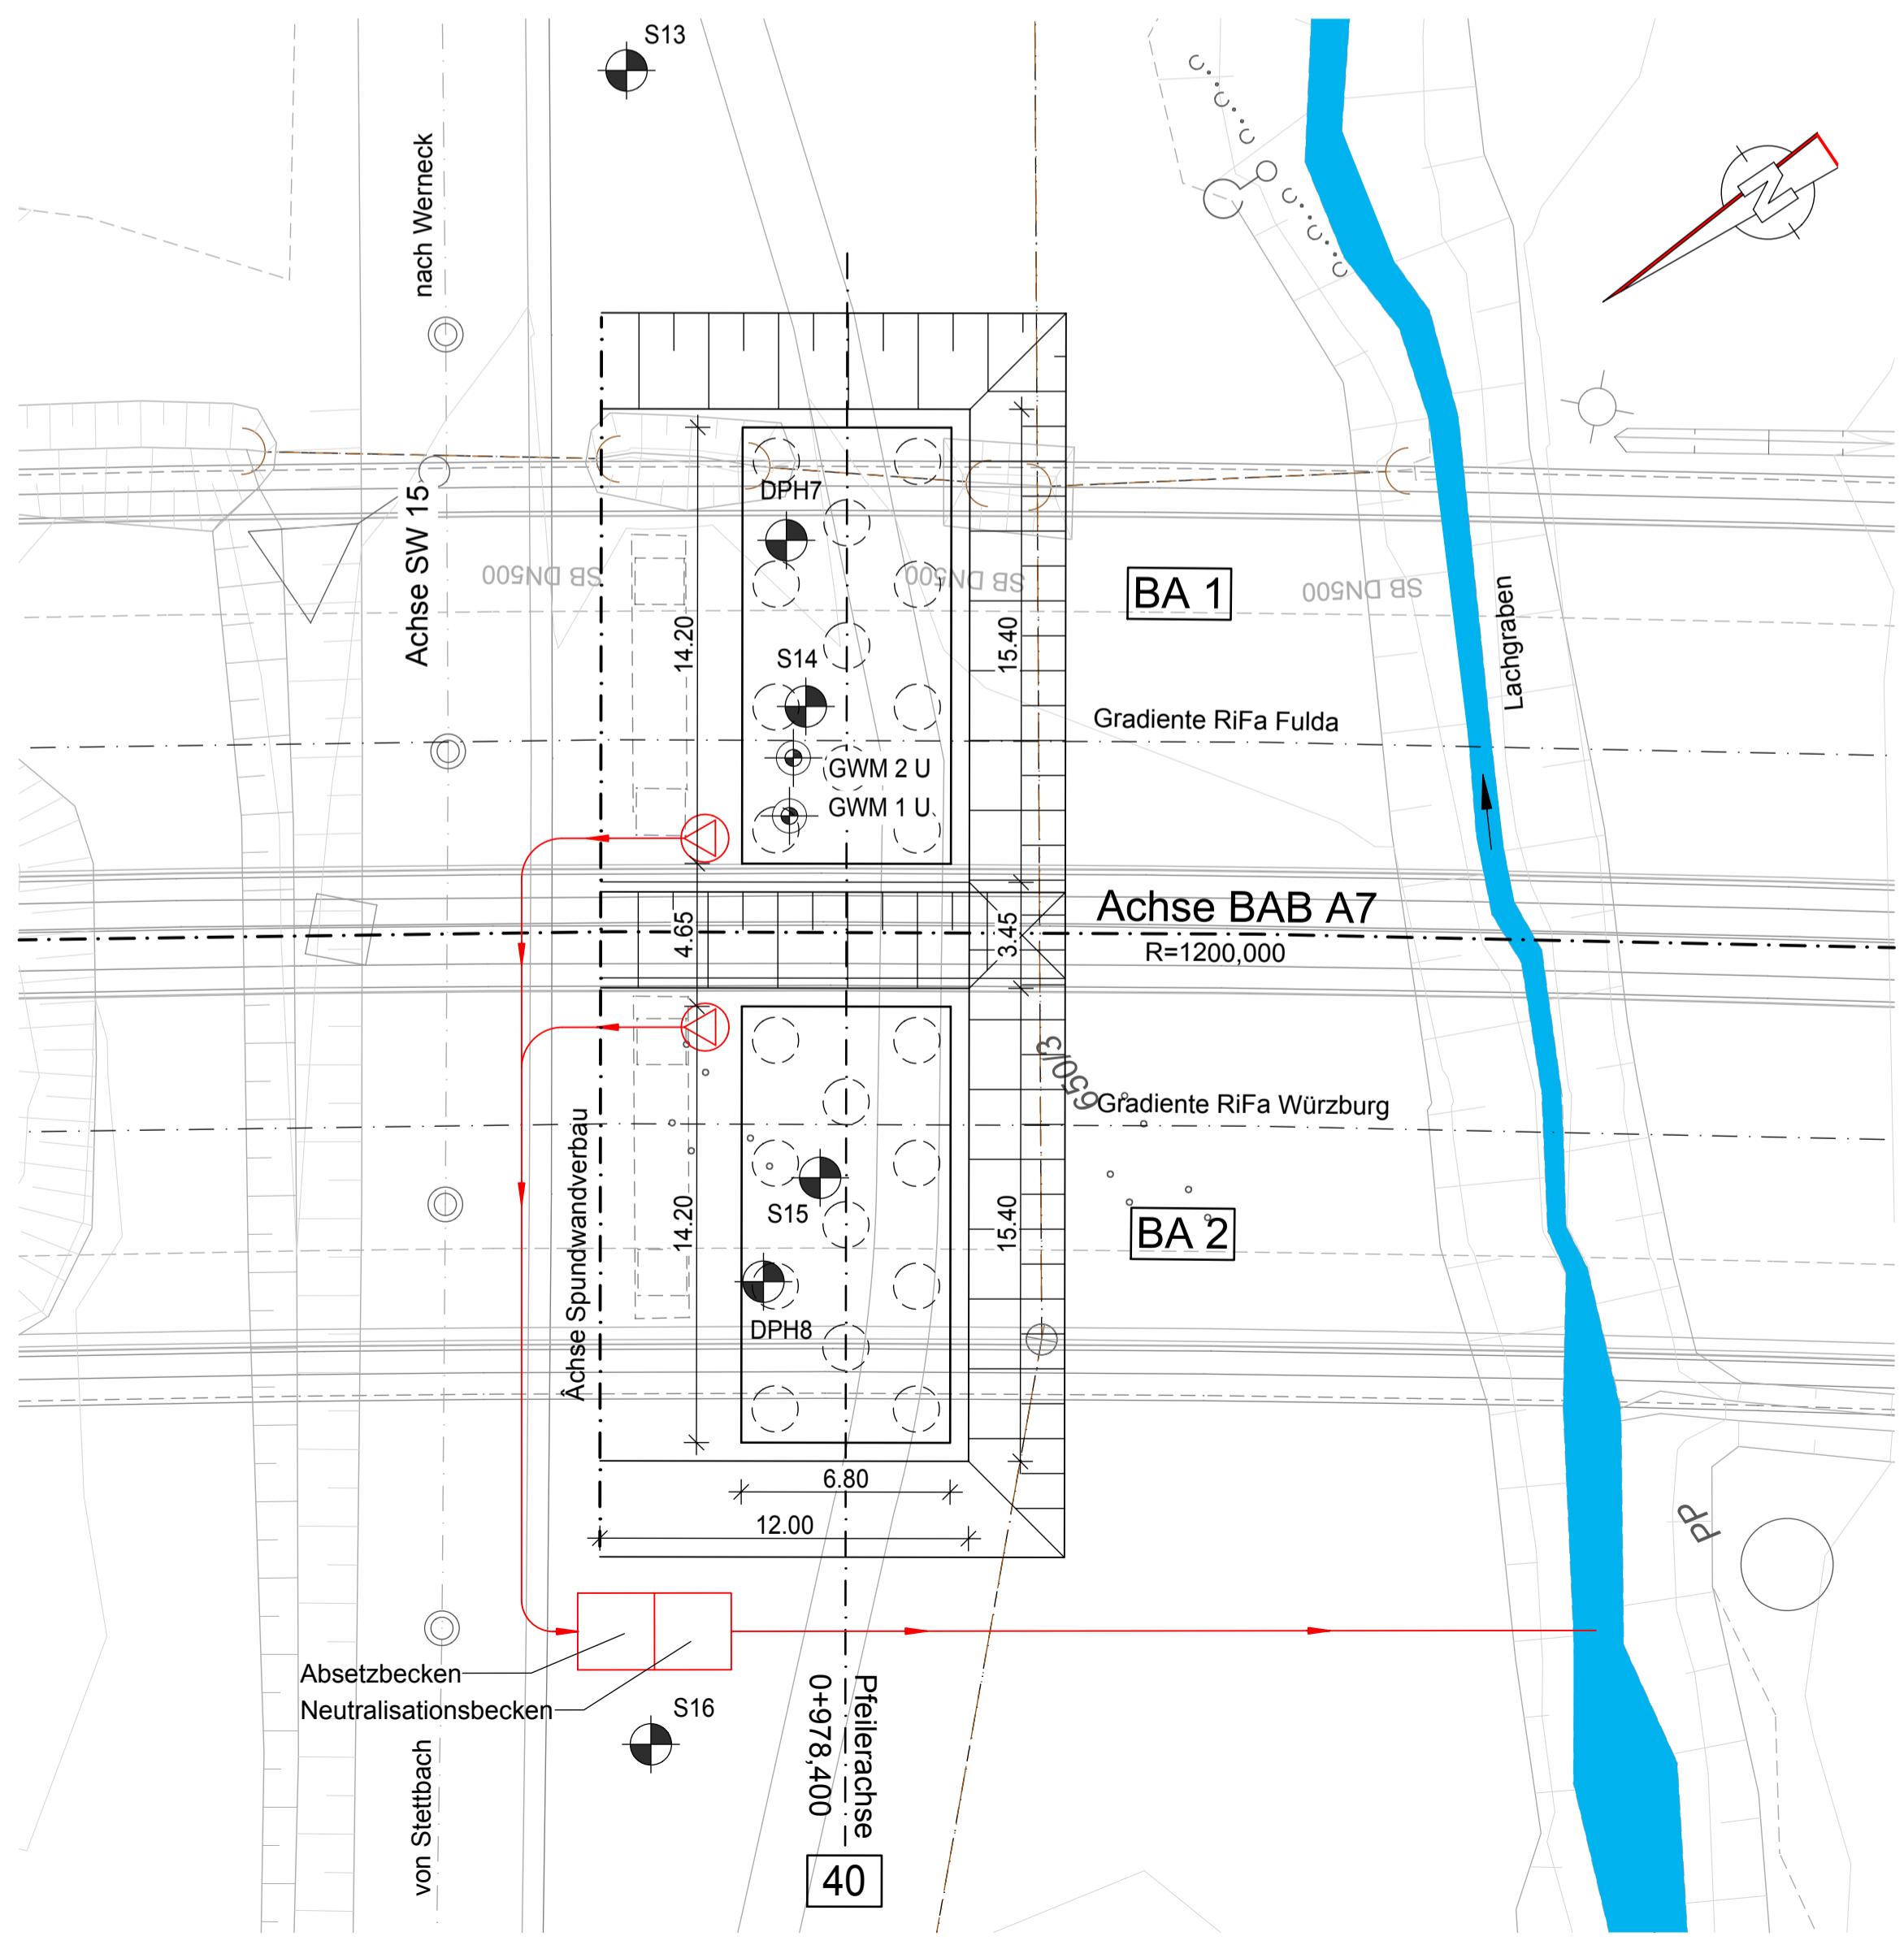 S13
nach Werneck
N
Achse SW 15
DPH7
SB DN500
SB DN500
SB DN500
BA 1
14.20
15.40
S14
Lachgraben
Gradiente RiFa Fulda
GWM 2 U
GWM 1 U
Achse BAB A7
R=1200,000
4.65
3.45
650/3
Gradiente RiFa Würzburg
Achse Spundwandverbau
14.20
15.40
S15
BA 2
DPH8
6.80
12.00
PP
Absetzbecken
Neutralisationsbecken
S16
Pfeilerachse
0+978,400
von Stettbach
40